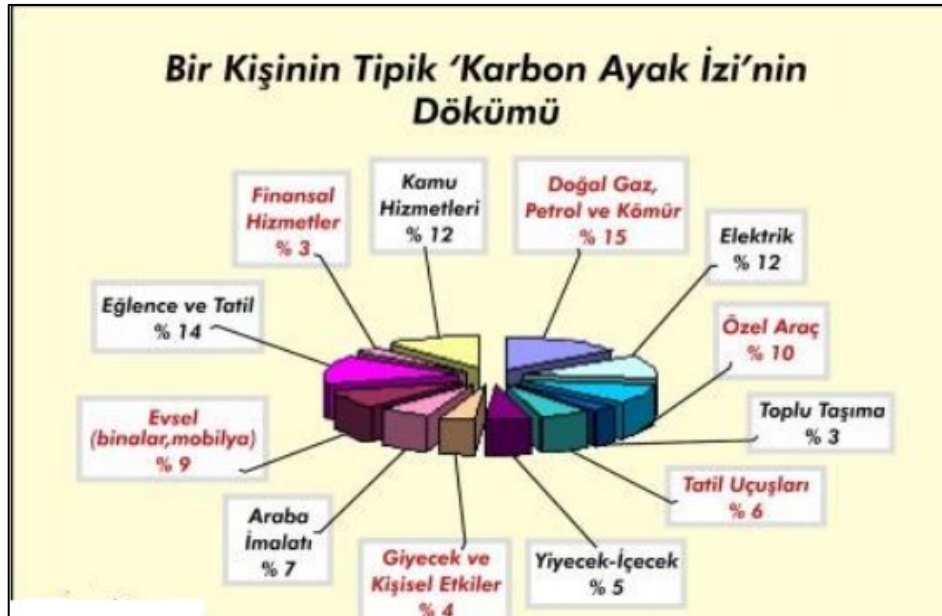 Bir Kişinin Tipik ‘Karbon Ayak İzi’nin
Dökümü
Finansal
Hizmetler
% 3
Kamu
Hizmetleri
% 12
Doğal Gaz,
Petrol ve Kömür
% 15
Elektrik
% 12
Eğlence ve Tatil
% 14
Özel Araç
% 10
Evsel
(binalar,mobilya)
% 9
Toplu Taşıma
% 3
Araba
İmalatı
% 7
Giyecek ve
Kişisel Etkiler
% 4
Yiyecek-İçecek
% 5
Tatil Uçuşları
% 6